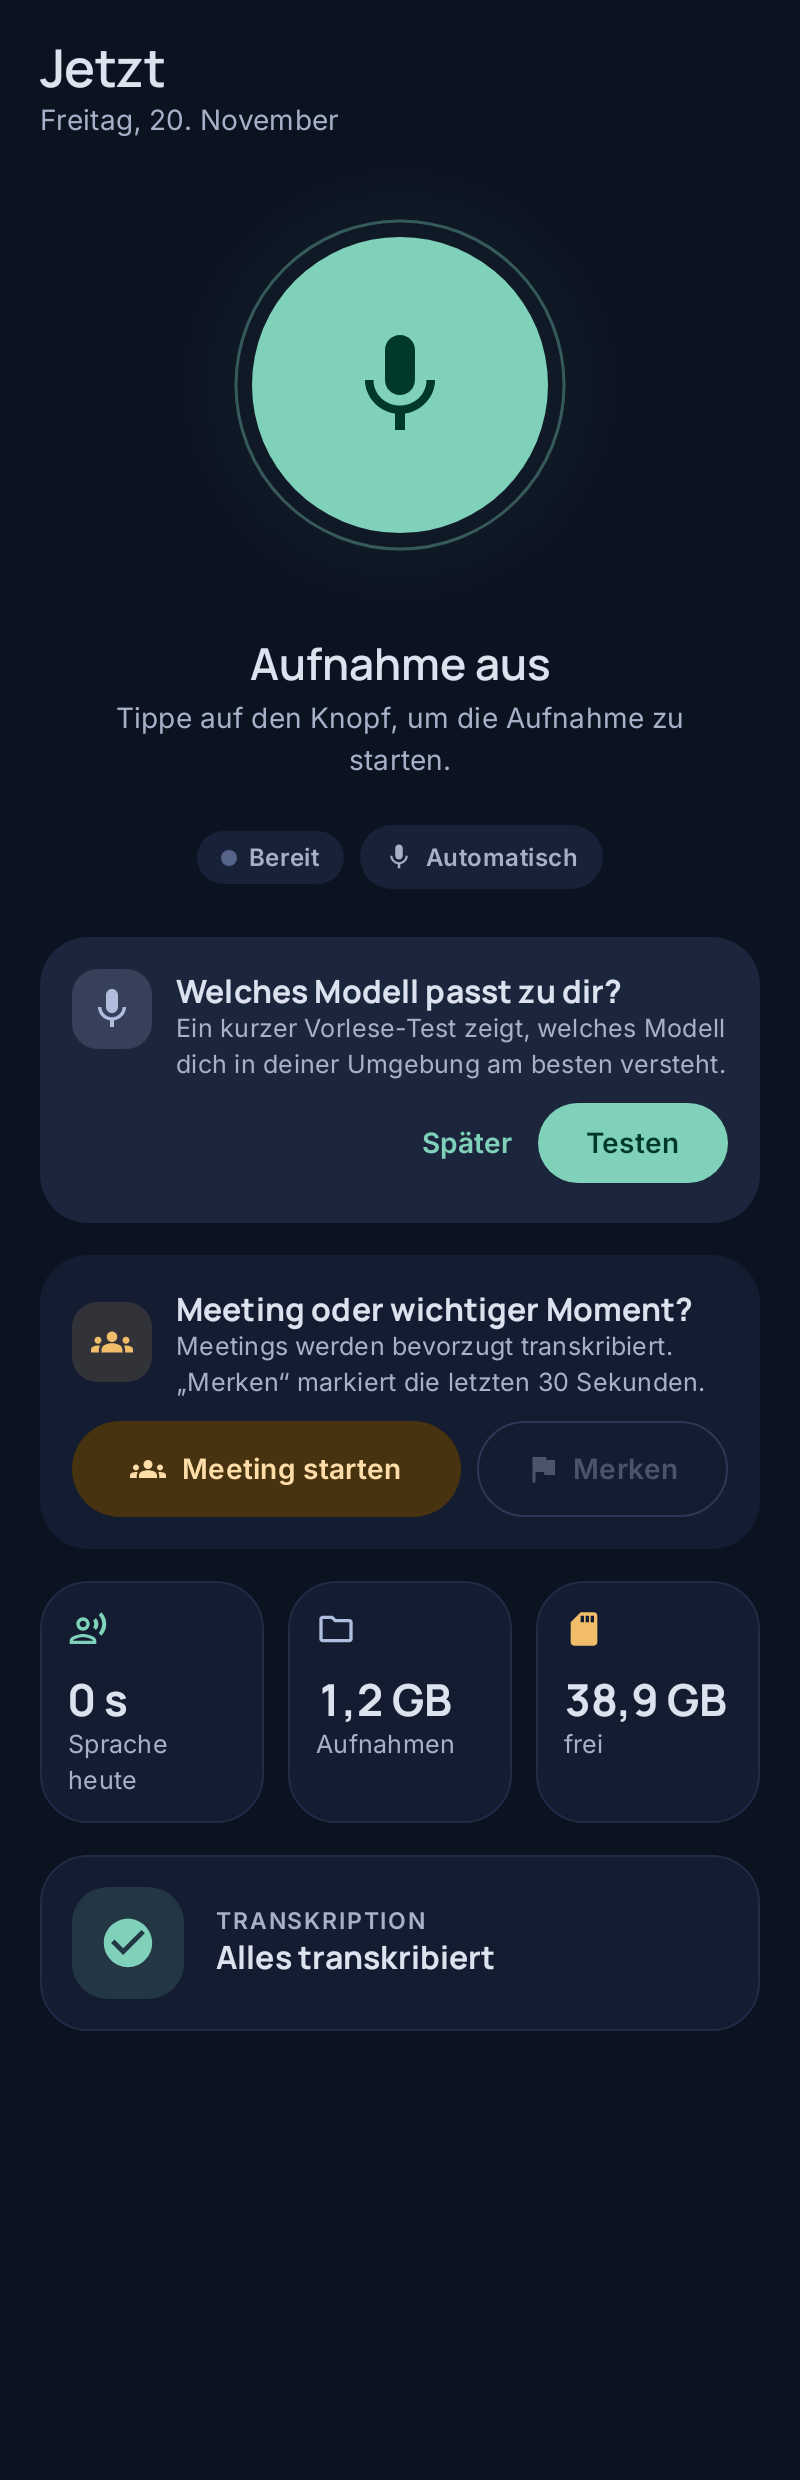 Jetzt
Freitag, 20. November
Aufnahme aus
Tippe auf den Knopf, um die Aufnahme zu
starten.
Bereit
Automatisch
Welches Modell passt zu dir?
Ein kurzer Vorlese-Test zeigt, welches Modell
dich in deiner Umgebung am besten versteht.
Später
Testen
Meeting oder wichtiger Moment?
Meetings werden bevorzugt transkribiert.
„Merken“ markiert die letzten 30 Sekunden.
Meeting starten
Merken
0 s
Sprache
heute
1,2 GB
Aufnahmen
38,9 GB
frei
TRANSKRIPTION
Alles transkribiert